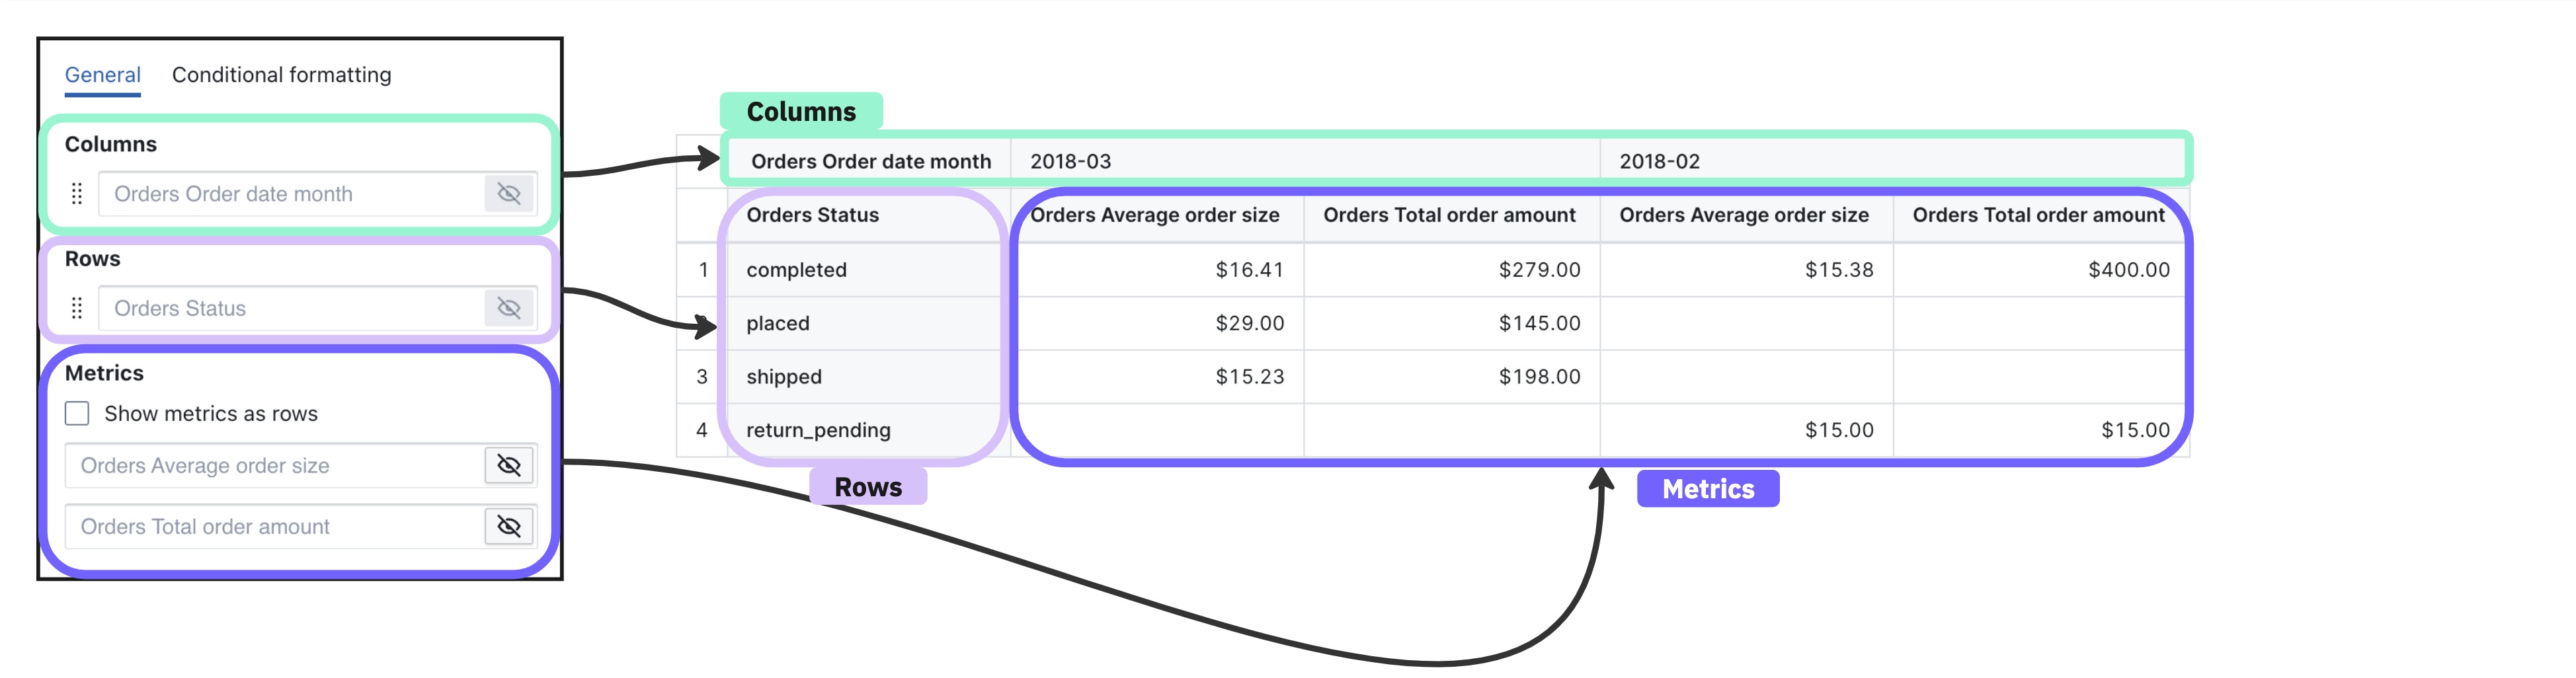 General Conditional formatting
Columns
Orders Order date month
Rows
Orders Status
Metrics
Show metrics as rows
Orders Average order size
Orders Total order amount
Columns
Orders Order date month 2018-03 2018-02
Orders Status Orders Average order size Orders Total order amount Orders Average order size Orders Total order amount
1 completed $16.41 $279.00 $15.38 $400.00
placed $29.00 $145.00
3 shipped $15.23 $198.00
4 return_pending $15.00 $15.00
Rows
Metrics